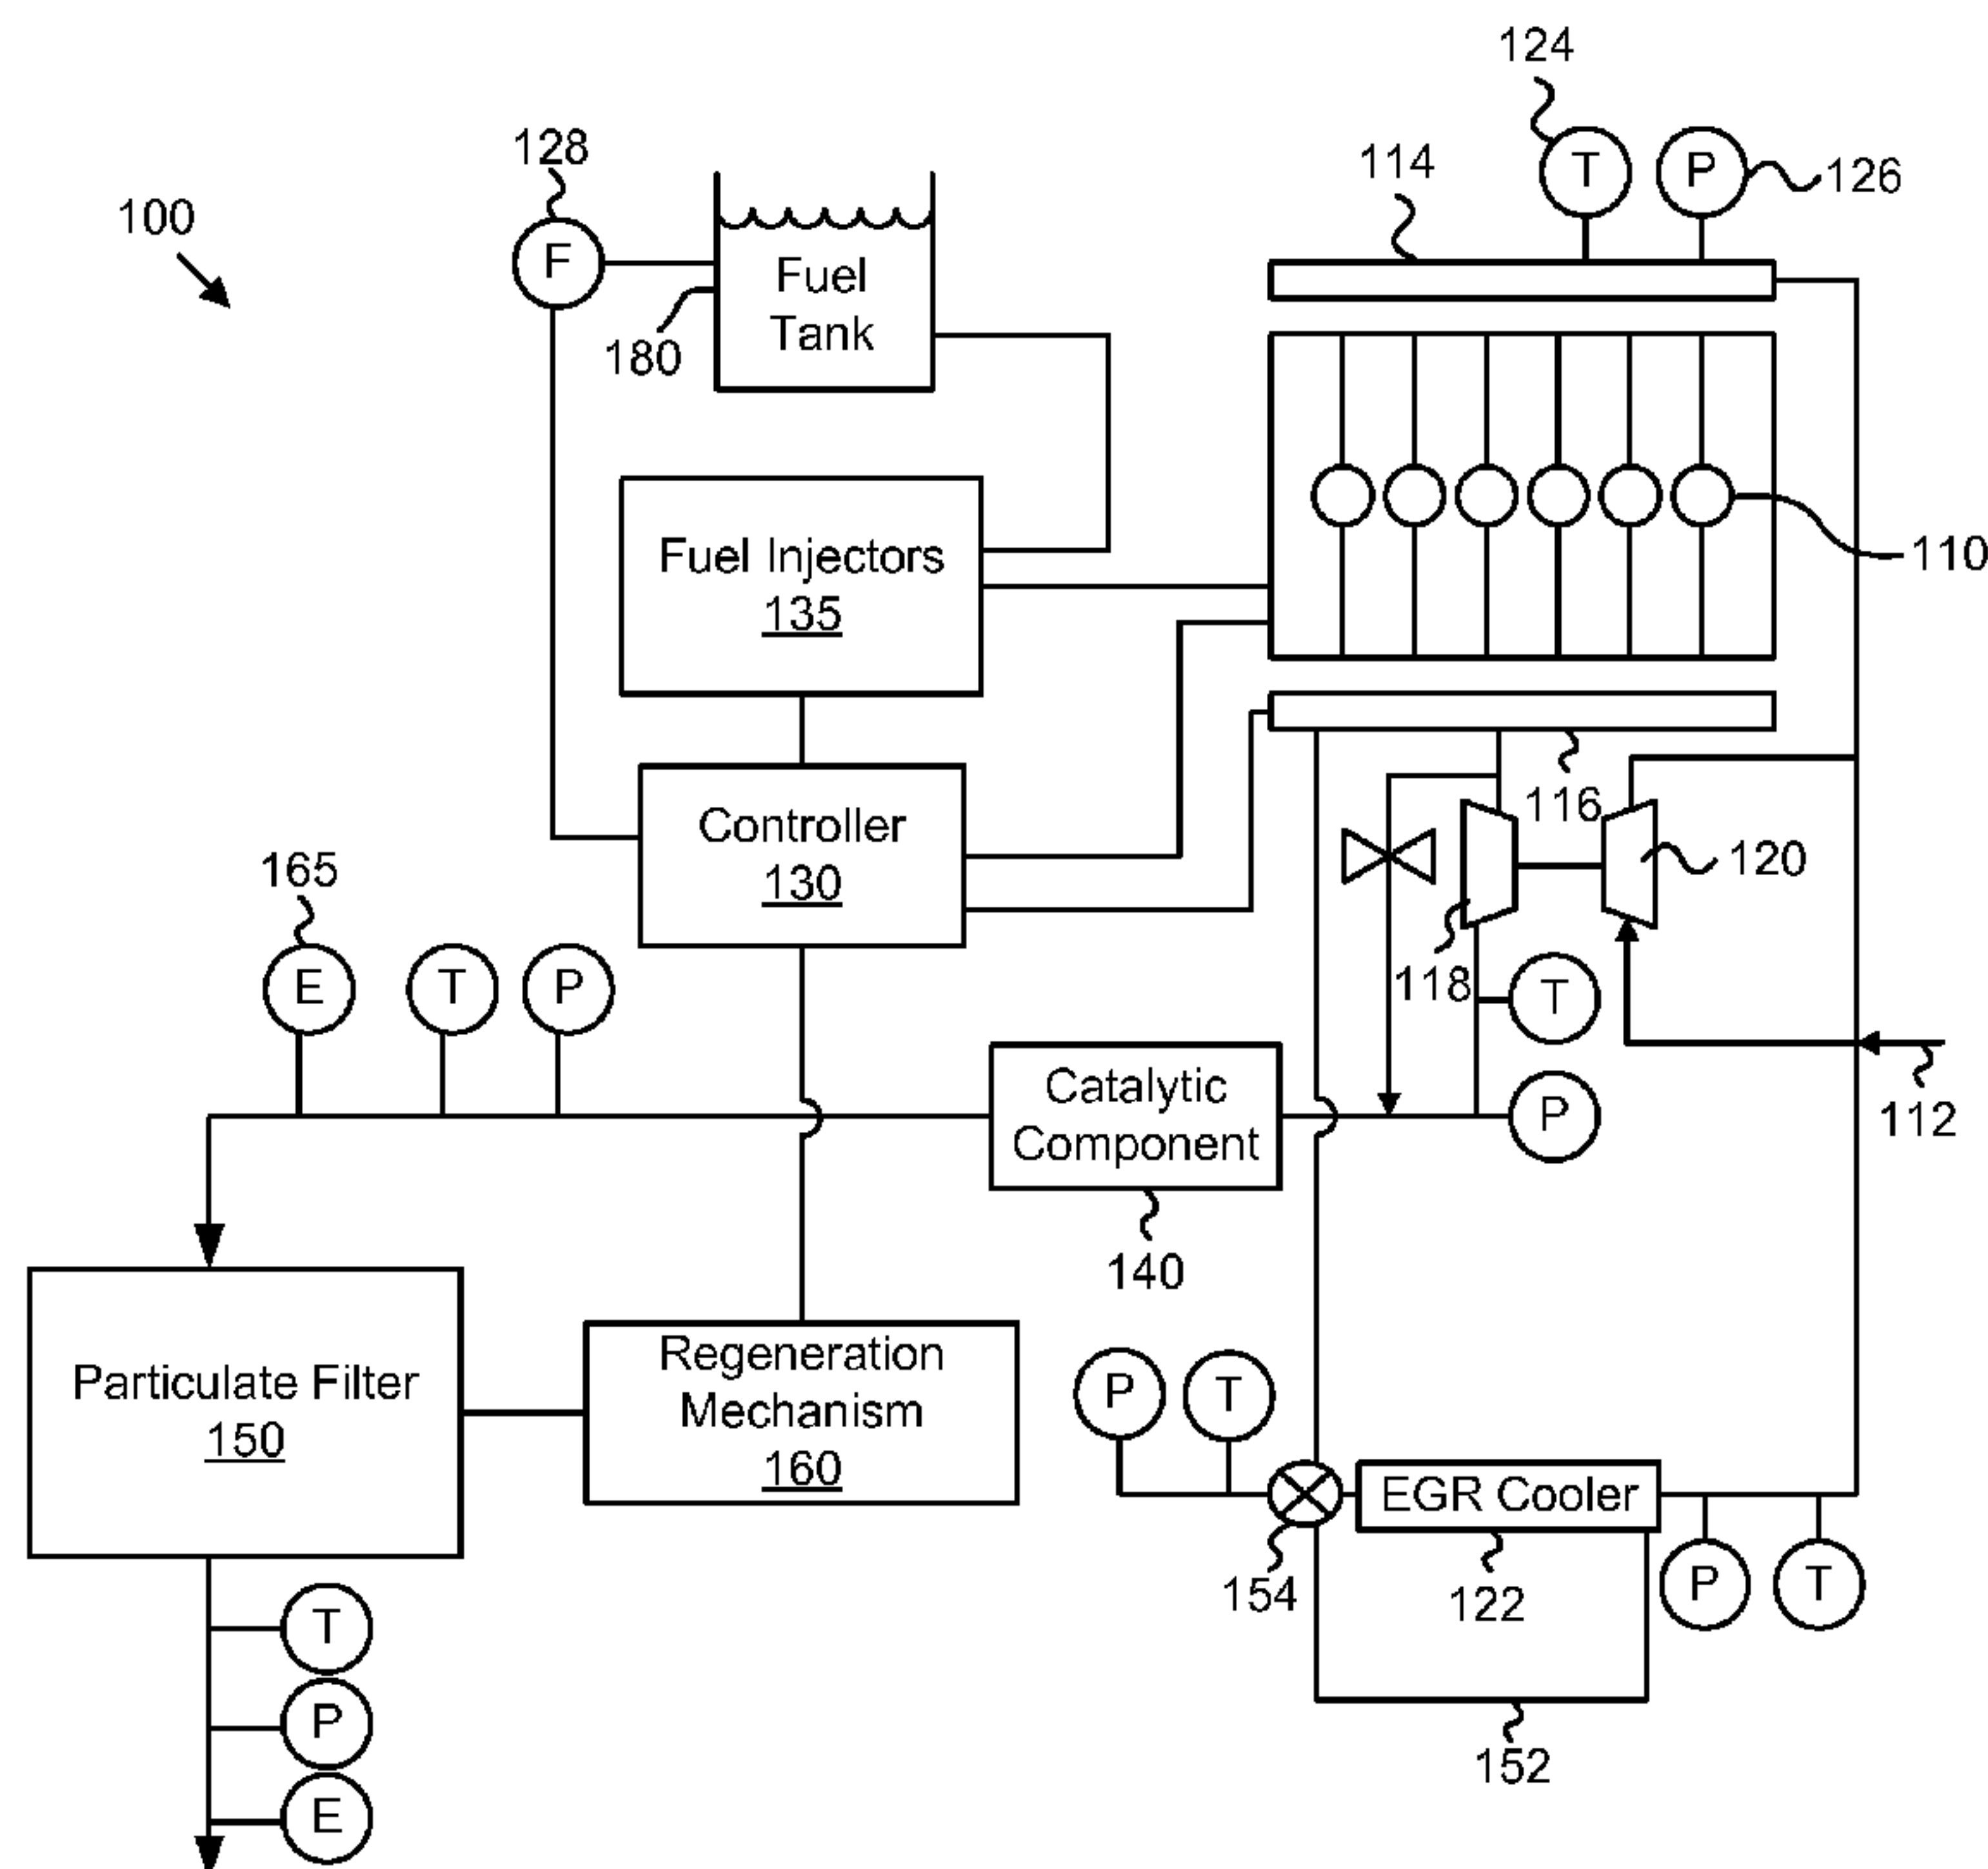 124
128
114
T
P
126
100
F
Fuel
Tank
180
110
Fuel Injectors
135
116
Controller
130
120
165
118
E
T
P
T
Catalytic
Component
P
112
140
Particulate Filter
150
Regeneration
Mechanism
160
P
T
EGR Cooler
154
122
P
T
T
P
E
152